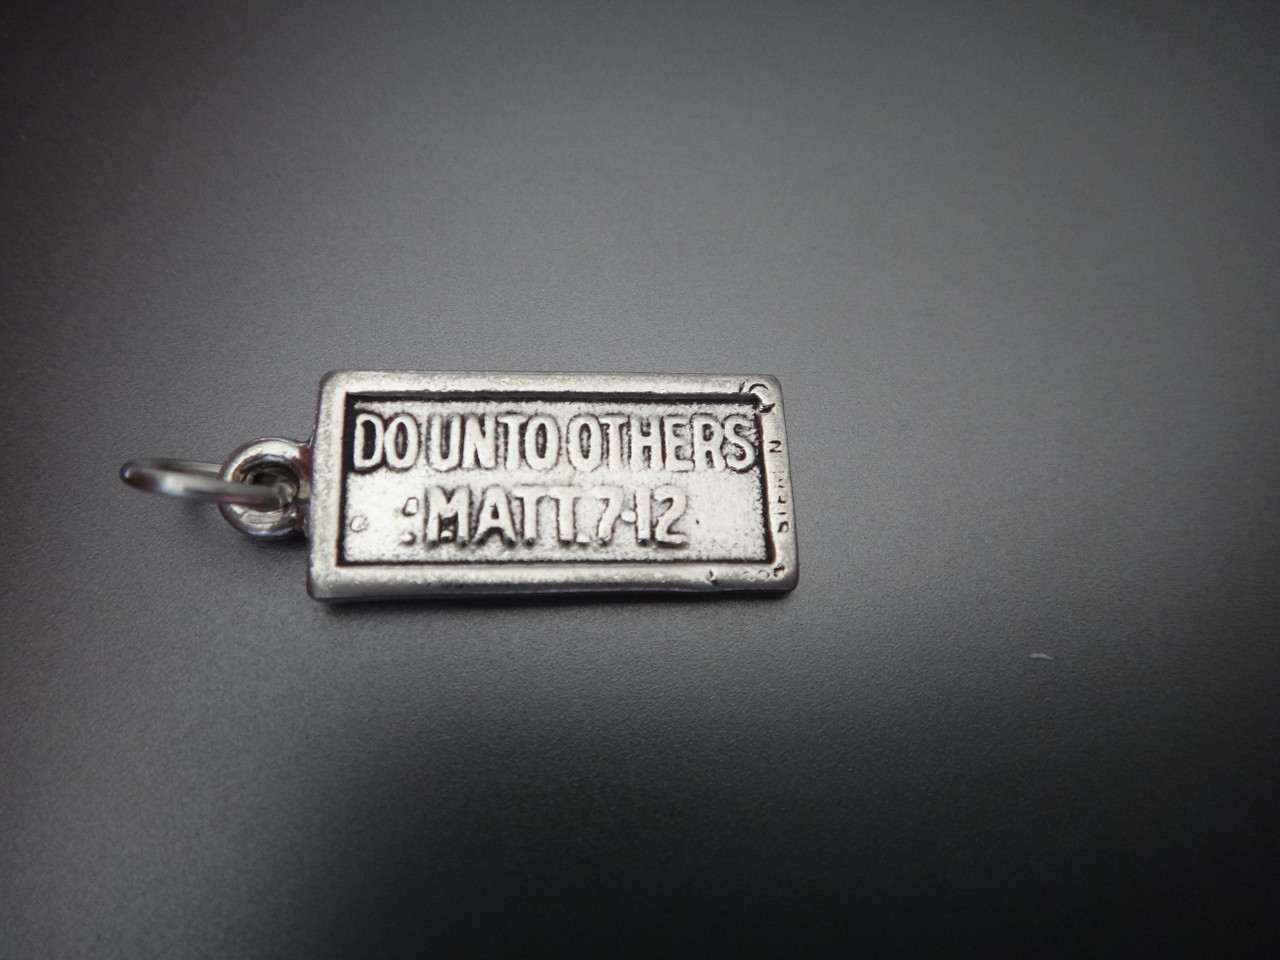 DO UNTO OTHERS
MATT. 7·12